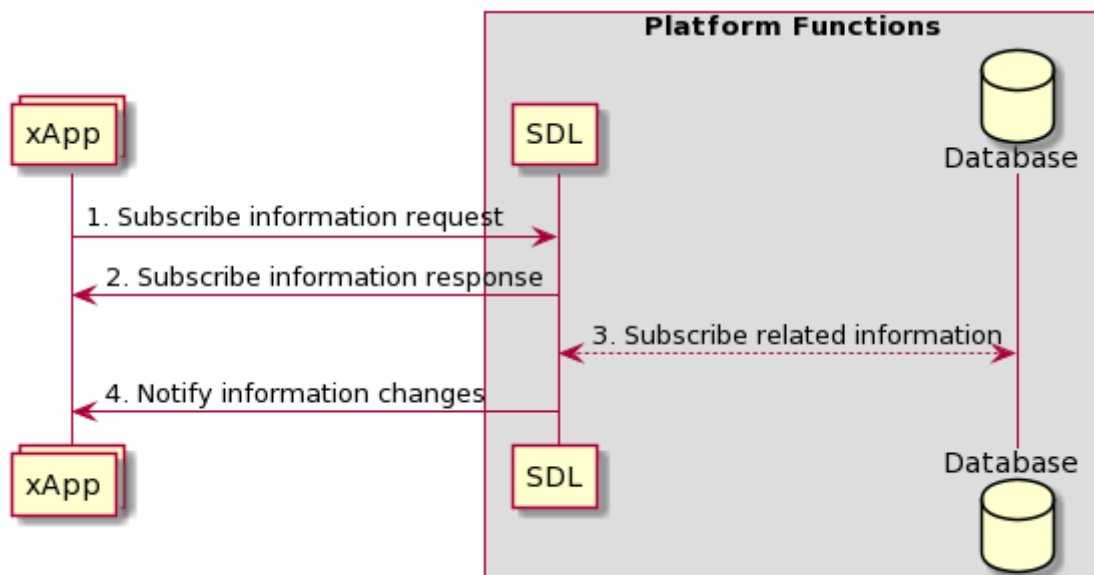 Platform Functions
xApp
SDL
Database
1. Subscribe information request
2. Subscribe information response
3. Subscribe related information
4. Notify information changes
xApp
SDL
Database